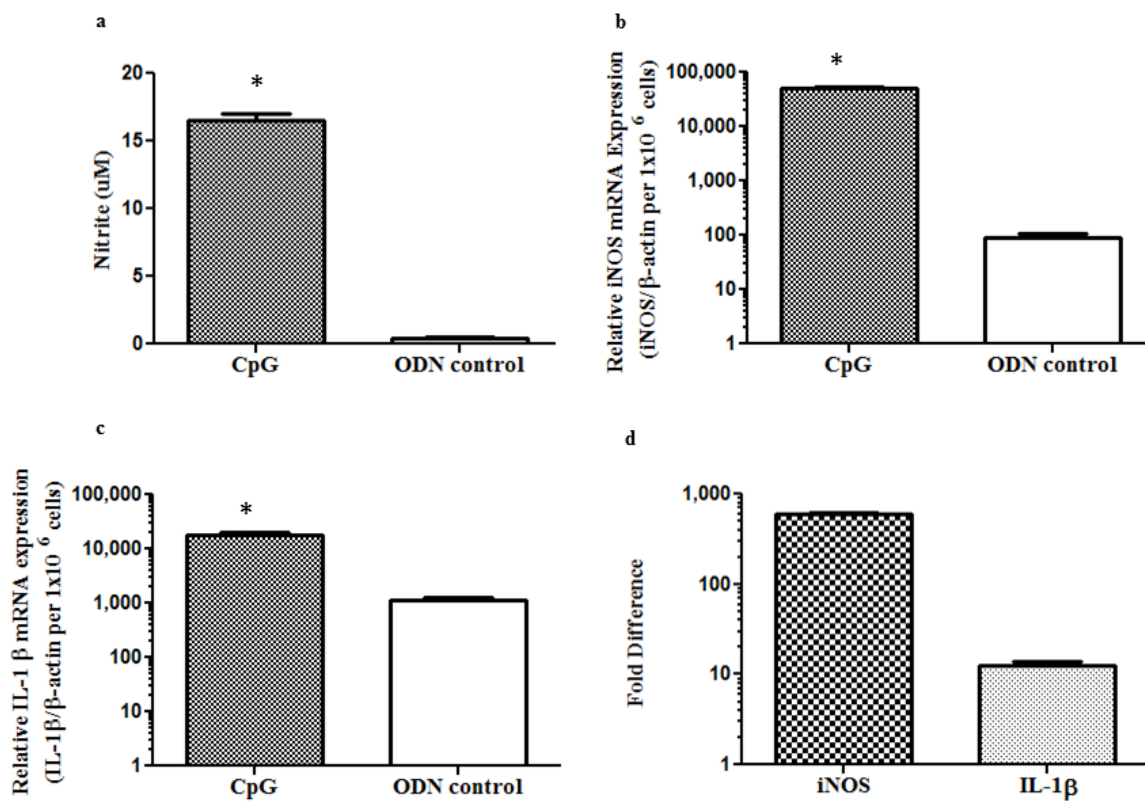 a
*
20
15
10
5
0
Nitrite (uM)
CpG
ODN control
b
*
100,000
10,000
1,000
100
10
1
Relative iNOS mRNA Expression
(iNOS/β-actin per 1x10 6 cells)
CpG
ODN control
c
*
100,000
10,000
1,000
100
10
1
Relative IL-1 β mRNA expression
(IL-1β/β-actin per 1x10 6 cells)
CpG
ODN control
d
1,000
100
10
1
Fold Difference
iNOS
IL-1β